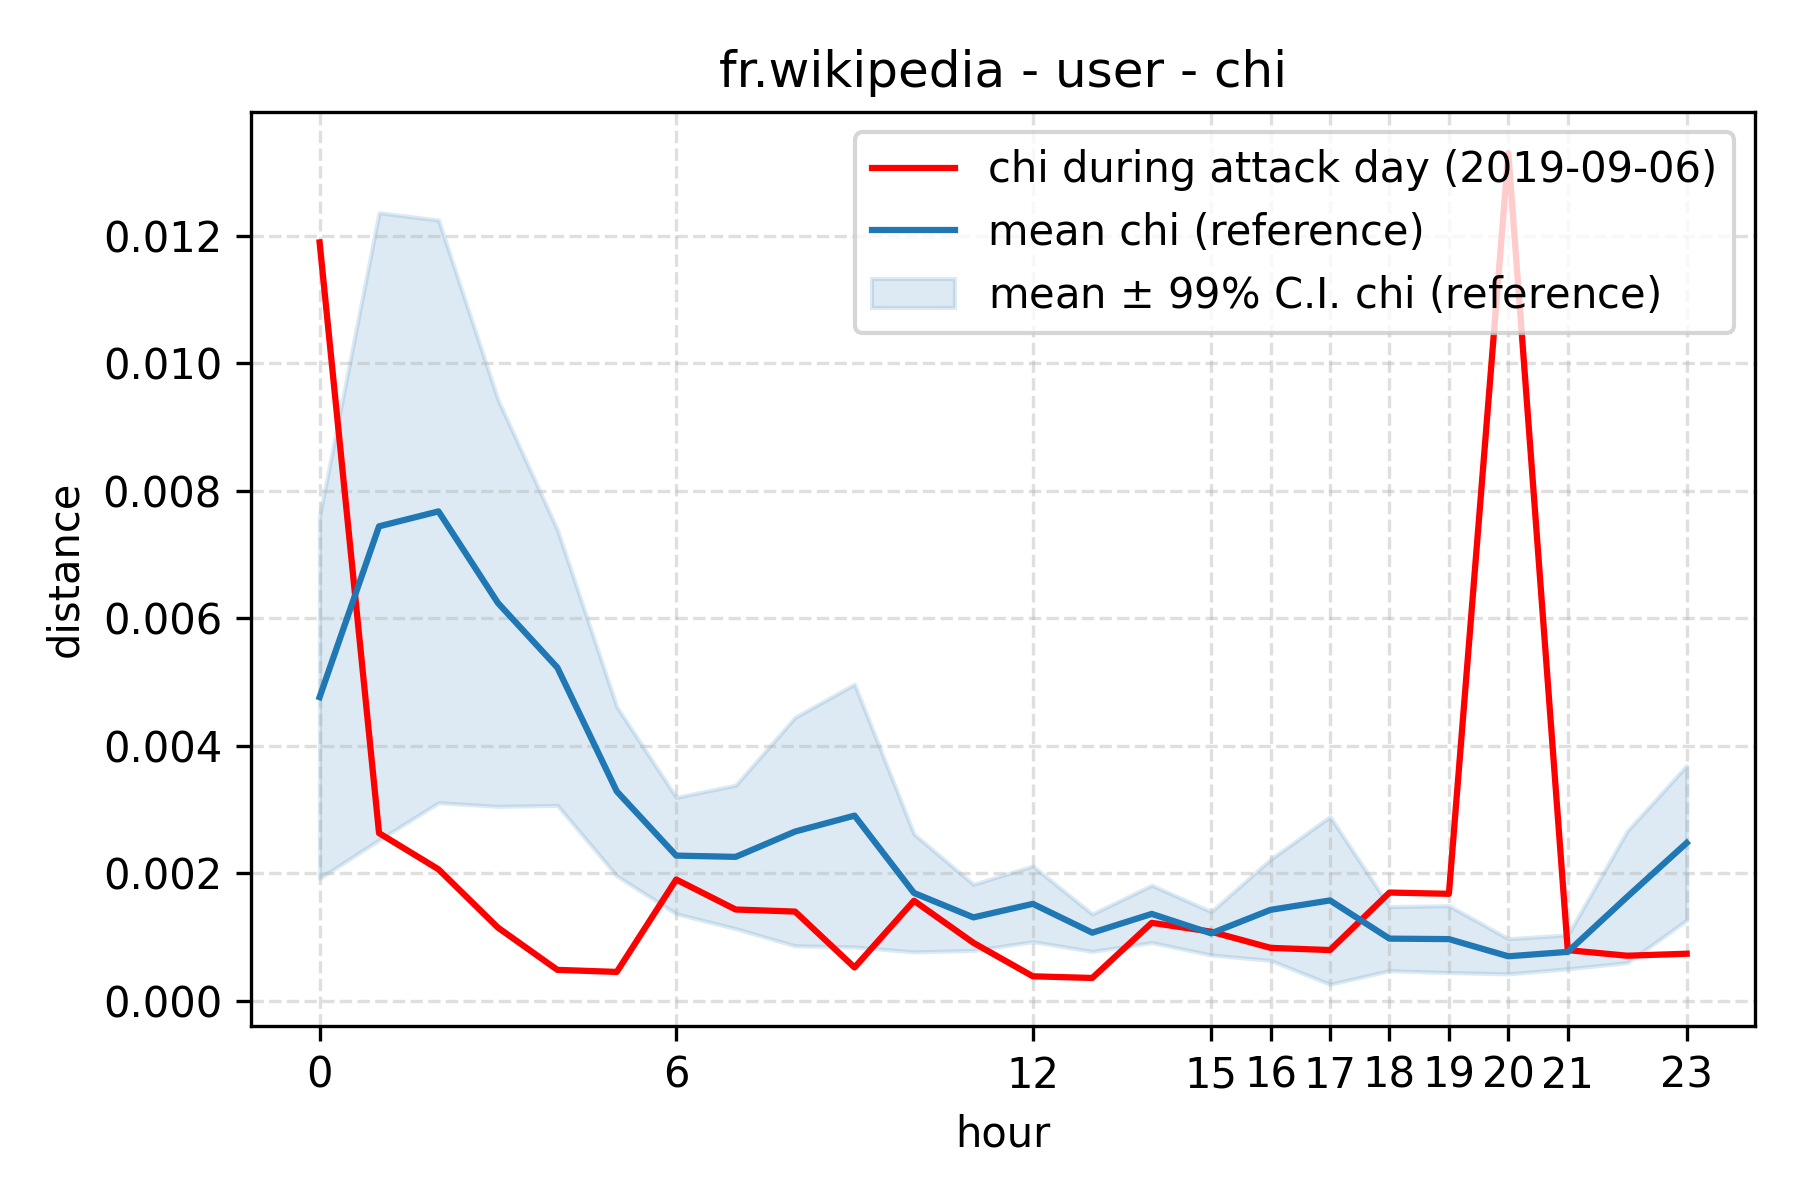 fr.wikipedia - user - chi
chi during attack day (2019-09-06)
mean chi (reference)
mean ± 99% C.I. chi (reference)
distance
0.012
0.010
0.008
0.006
0.004
0.002
0.000
0 6 12 15 16 17 18 19 20 21 23
hour